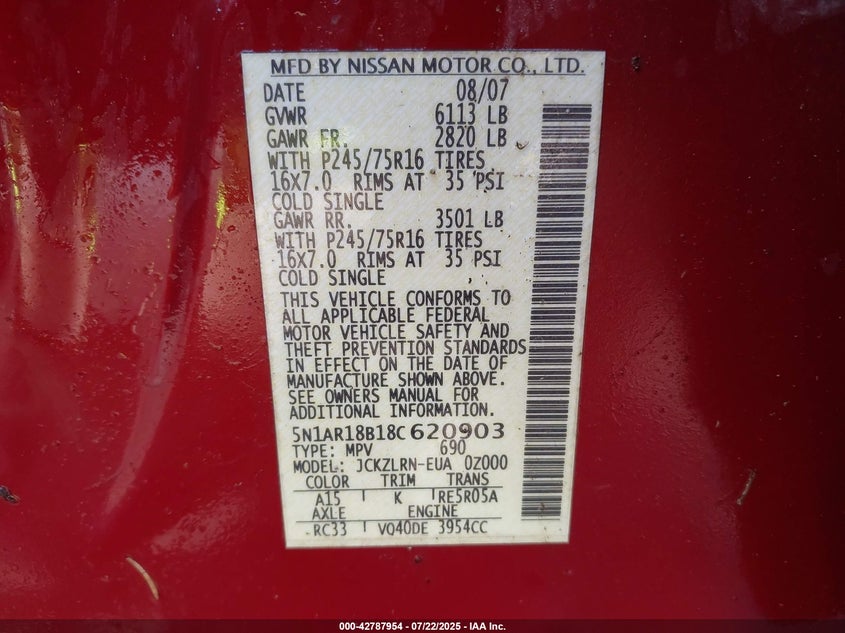 MFD BY NISSAN MOTOR CO., LTD.
DATE 08/07
GVWR 6113 LB
GAWR FR. 2820 LB
WITH P245/75R16 TIRES
16X7.0 RIMS AT 35 PSI
COLD SINGLE
GAWR RR. 3501 LB
WITH P245/75R16 TIRES
16X7.0 RIMS AT 35 PSI
COLD SINGLE
THIS VEHICLE CONFORMS TO
ALL APPLICABLE FEDERAL
MOTOR VEHICLE SAFETY AND
THEFT PREVENTION STANDARDS
IN EFFECT ON THE DATE OF
MANUFACTURE SHOWN ABOVE.
SEE OWNERS MANUAL FOR
ADDITIONAL INFORMATION.
5N1AR18B18C620903
TYPE: MPV 690
MODEL: JCKZLRN-EUA 0Z000
COLOR TRIM TRANS
A15 K RE5R05A
AXLE ENGINE
RC33 VQ40DE 3954CC
000-42787954 - 07/22/2025 - IAA Inc.